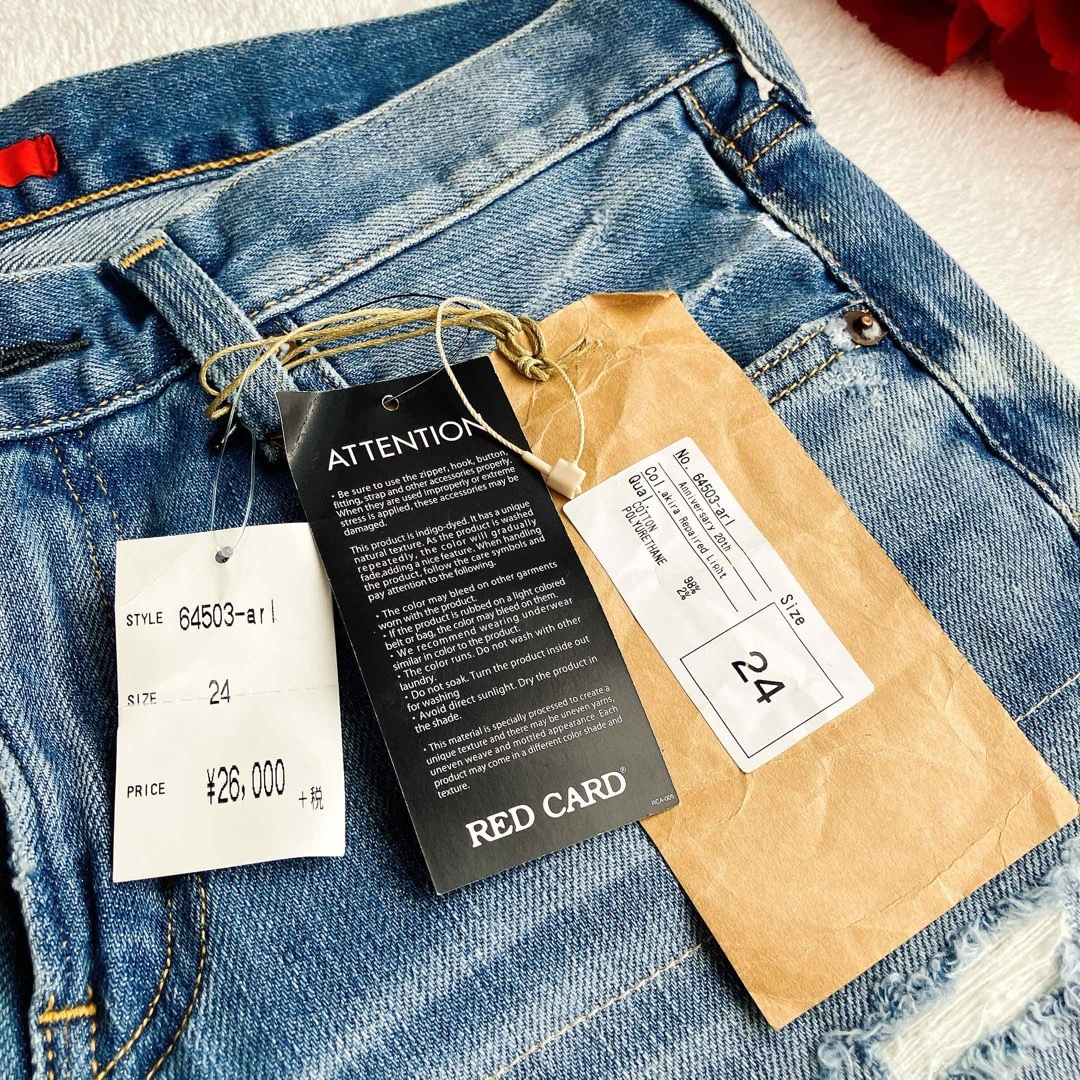 STYLE 64503-arl
SIZE 24
PRICE ¥26,000 +税
ATTENTION
・Be sure to use the zipper, hook, button,
fitting, strap and other accessories properly.
When they are used improperly or extreme
stress is applied, these accessories may be
damaged.
This product is indigo-dyed. It has a unique
natural texture. As the product is washed
repeatedly, the color will gradually
fade,adding a nice feature. When handling
the product, follow the care symbols and
pay attention to the following.
・The color may bleed on other garments
worn with the product.
・If the product is rubbed on a light colored
belt or bag, the color may bleed on them.
・We recommend wearing underwear
similar in color to the product.
・The color runs. Do not wash with other
laundry.
・Do not soak. Turn the product inside out
for washing
・Avoid direct sunlight. Dry the product in
the shade.
・This material is specially processed to create a
unique texture and there may be uneven yarns,
uneven weave and mottled appearance. Each
product may come in a different color shade and
texture.
RED CARD®
RCA-005
No. 64503-arl
Anniversary 20th
Col. akira Repaired Light
Qual COTTON 98%
POLYURETHANE 2%
Size
24